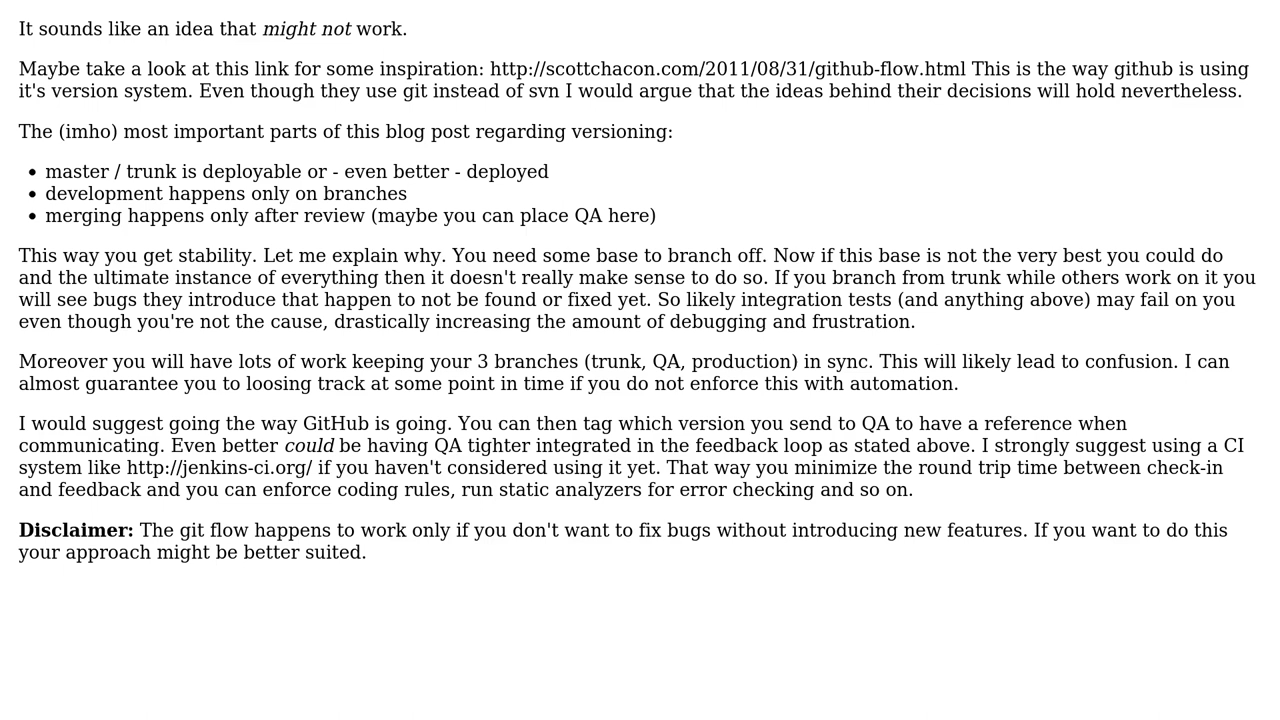 It sounds like an idea that might not work.
Maybe take a look at this link for some inspiration: http://scottchacon.com/2011/08/31/github-flow.html This is the way github is using
it's version system. Even though they use git instead of svn I would argue that the ideas behind their decisions will hold nevertheless.
The (imho) most important parts of this blog post regarding versioning:
• master / trunk is deployable or - even better - deployed
• development happens only on branches
• merging happens only after review (maybe you can place QA here)
This way you get stability. Let me explain why. You need some base to branch off. Now if this base is not the very best you could do
and the ultimate instance of everything then it doesn't really make sense to do so. If you branch from trunk while others work on it you
will see bugs they introduce that happen to not be found or fixed yet. So likely integration tests (and anything above) may fail on you
even though you're not the cause, drastically increasing the amount of debugging and frustration.
Moreover you will have lots of work keeping your 3 branches (trunk, QA, production) in sync. This will likely lead to confusion. I can
almost guarantee you to loosing track at some point in time if you do not enforce this with automation.
I would suggest going the way GitHub is going. You can then tag which version you send to QA to have a reference when
communicating. Even better could be having QA tighter integrated in the feedback loop as stated above. I strongly suggest using a CI
system like http://jenkins-ci.org/ if you haven't considered using it yet. That way you minimize the round trip time between check-in
and feedback and you can enforce coding rules, run static analyzers for error checking and so on.
Disclaimer: The git flow happens to work only if you don't want to fix bugs without introducing new features. If you want to do this
your approach might be better suited.